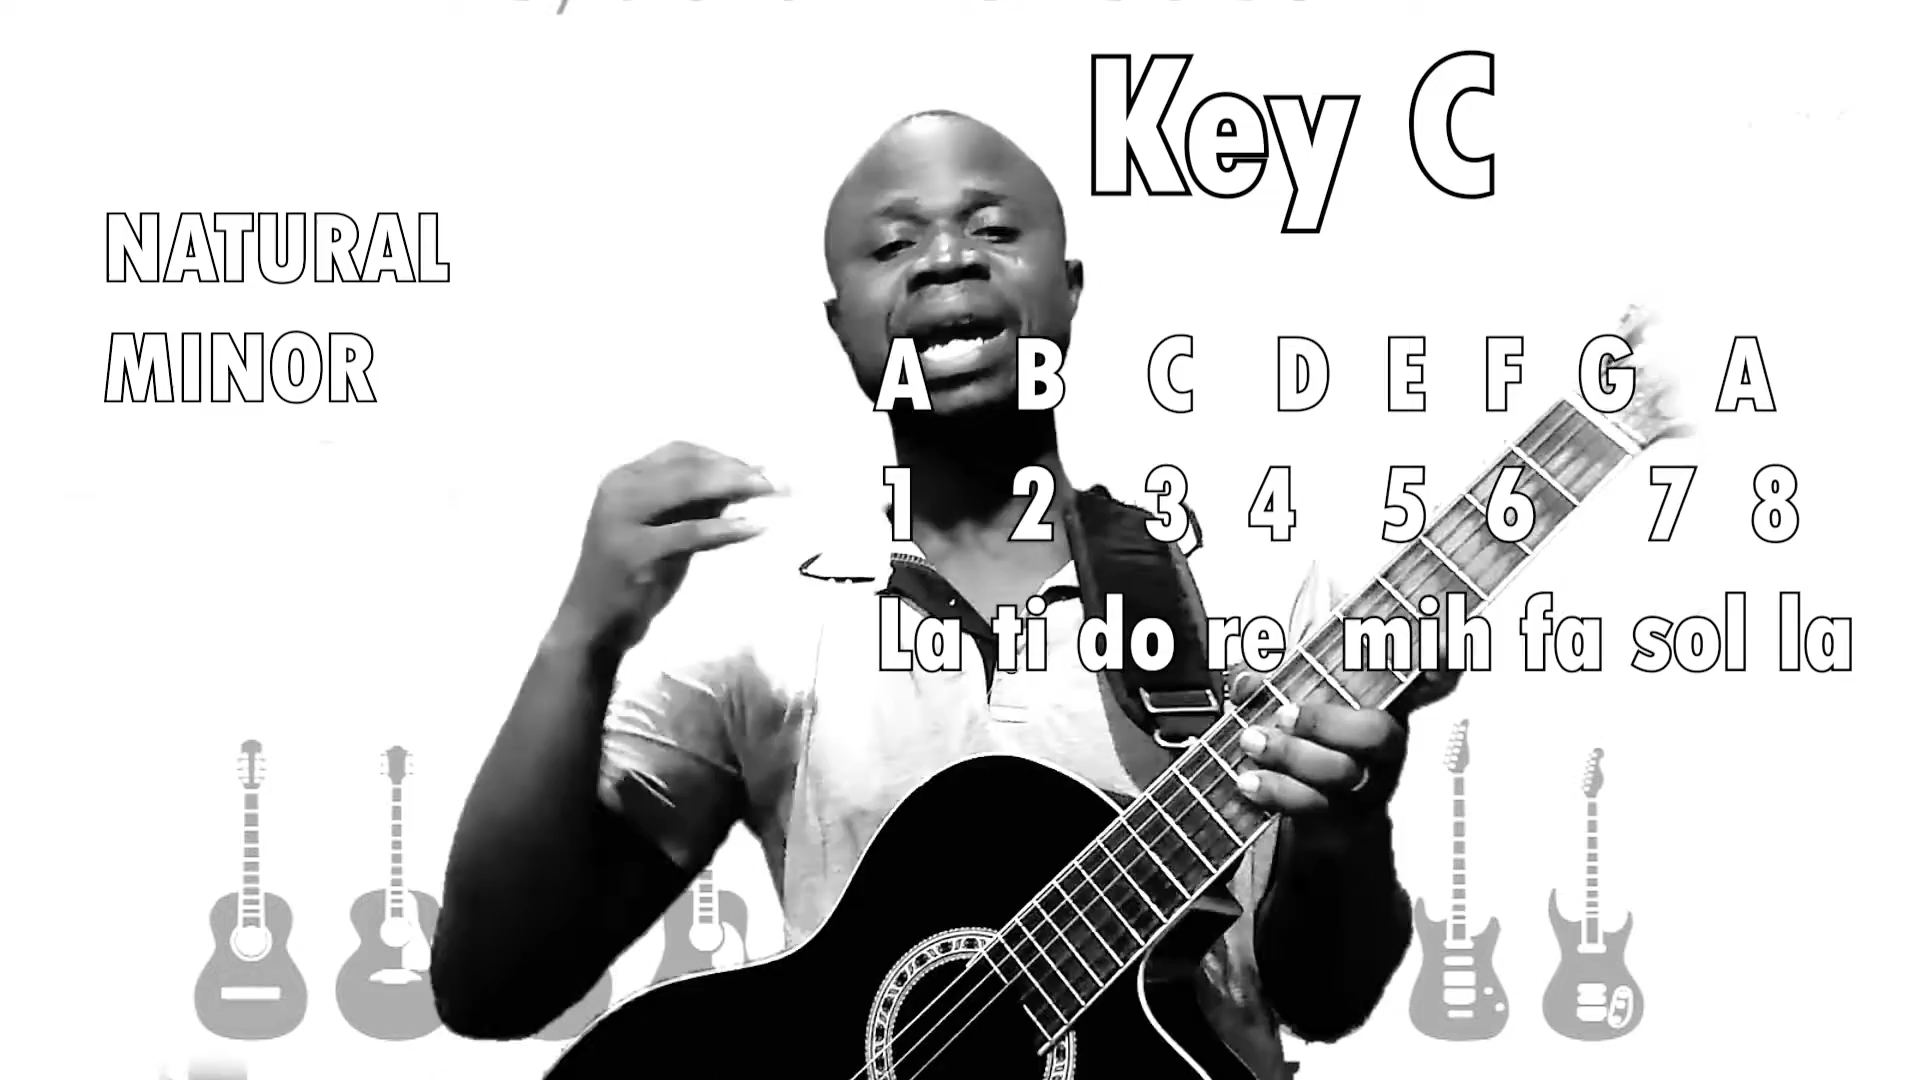 Key C
NATURAL
MINOR
A B C D E F G A
1 2 3 4 5 6 7 8
La ti do re mih fa sol la